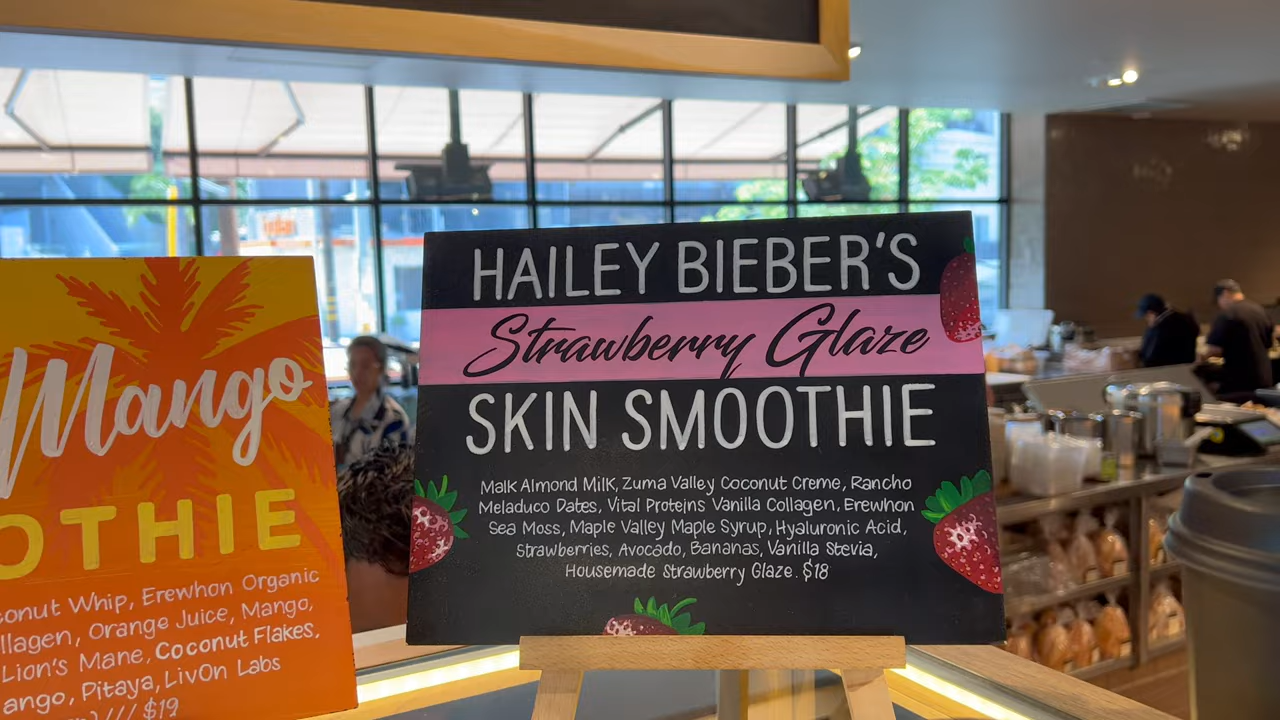 Mango
OTHIE
conut Whip, Erewhon Organic
llagen, Orange Juice, Mango,
Lion's Mane, Coconut Flakes,
ango, Pitaya, LivOn Labs
/// $19
HAILEY BIEBER'S
Strawberry Glaze
SKIN SMOOTHIE
Malk Almond Milk, Zuma Valley Coconut Creme, Rancho
Meladuco Dates, Vital Proteins Vanilla Collagen, Erewhon
Sea Moss, Maple Valley Maple Syrup, Hyaluronic Acid,
Strawberries, Avocado, Bananas, Vanilla Stevia,
Housemade Strawberry Glaze. $18